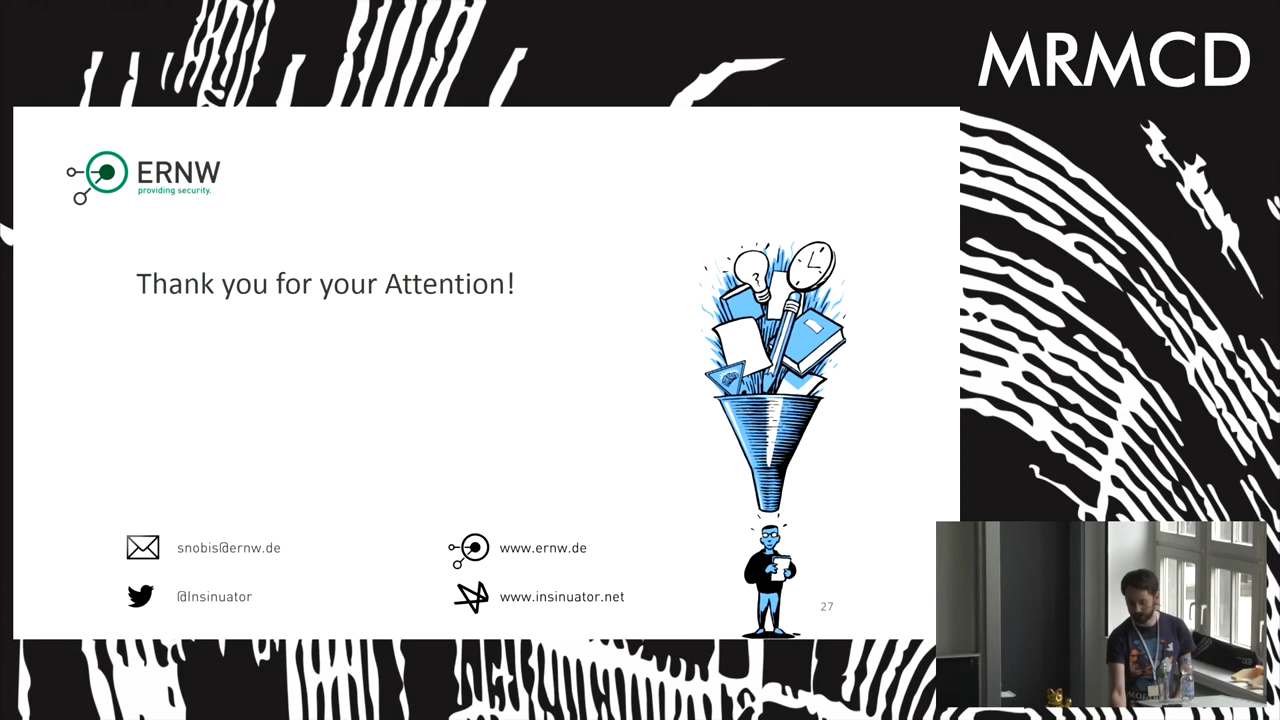 MRMCD
ERNW
providing security.
Thank you for your Attention!
snobis@ernw.de
www.ernw.de
@Insinuator
www.insinuator.net
27